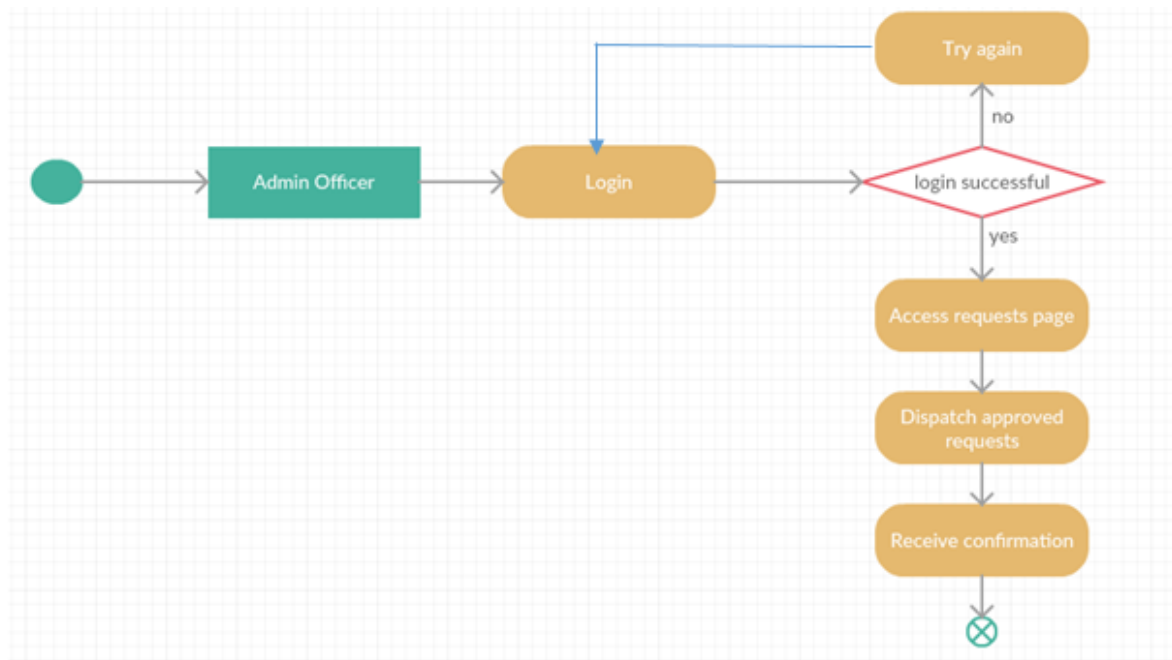 Try again
no
Admin Officer
Login
login successful
yes
Access requests page
Dispatch approved
requests
Receive confirmation